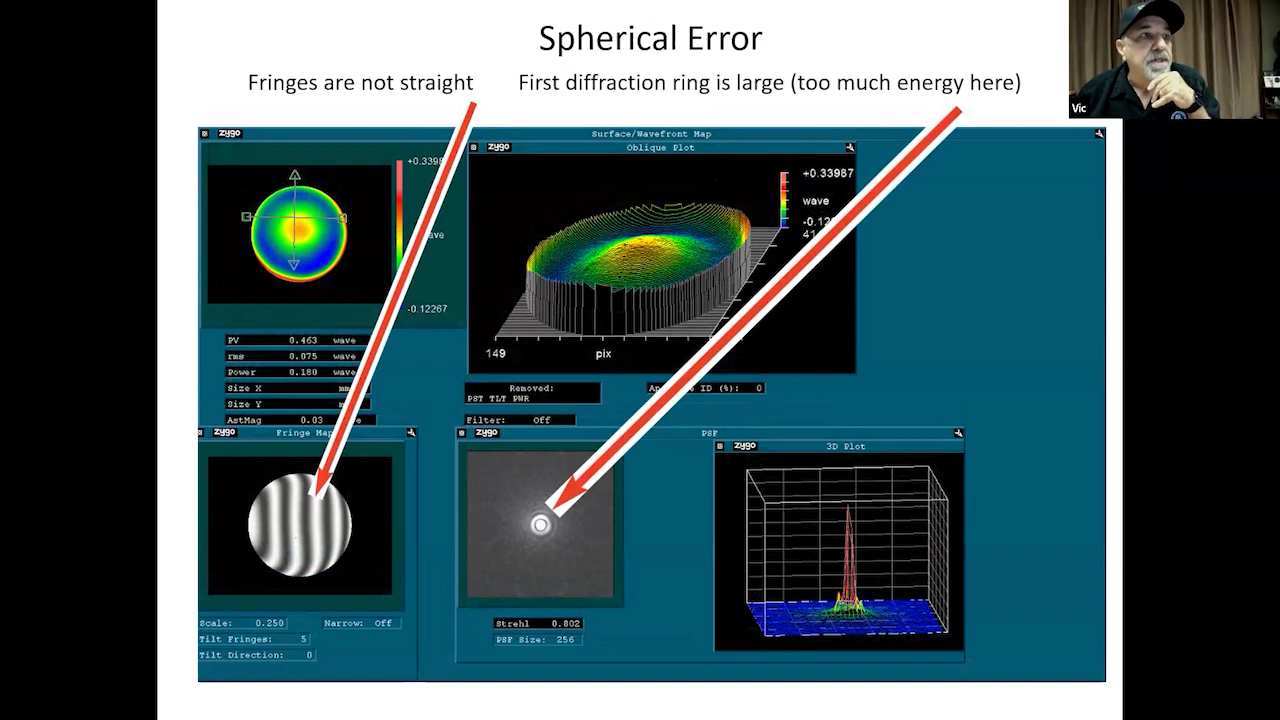 Spherical Error
Fringes are not straight
First diffraction ring is large (too much energy here)
Vic
zygo
Surface/Wavefront Map
zygo
Oblique Plot
+0.3398
-0.12267
+0.33987
wave
149
pix
PV 0.463 wave
rms 0.075 wave
Power 0.180 wave
Size X
Size Y
AstMag 0.03
Removed:
PST TLT PWR
ID (%): 0
Filter: Off
zygo
Fringe Map
zygo
PSF
zygo
3D Plot
Scale: 0.250
Narrow: Off
Tilt Fringes: 5
Tilt Direction: 0
Strehl 0.802
PSF Size: 256